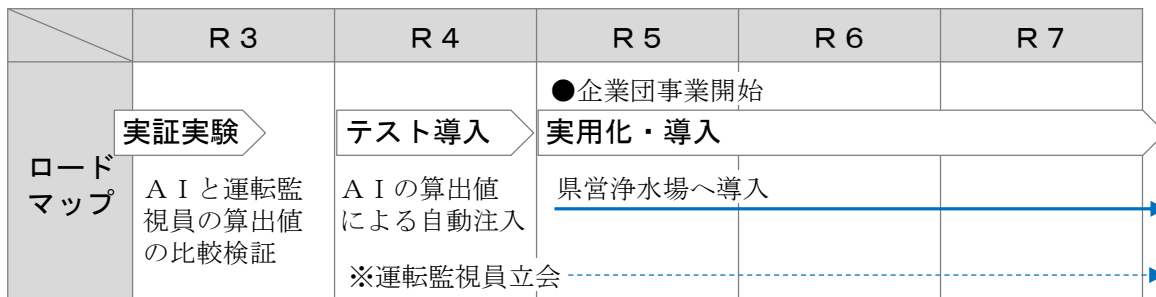 Ｒ３ Ｒ４ Ｒ５ Ｒ６ Ｒ７
ロード
マップ
実証実験
ＡＩと運転監
視員の算出値
の比較検証
テスト導入
ＡＩの算出値
による自動注入
※運転監視員立会
●企業団事業開始
実用化・導入
県営浄水場へ導入